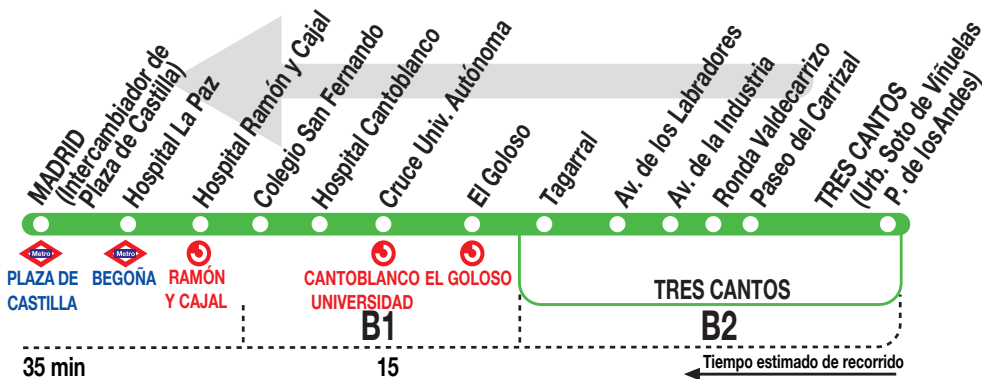 MADRID
(Intercambiador de
Plaza de Castilla)
Hospital La Paz
Hospital Ramón y Cajal
Colegio San Fernando
Hospital Cantoblanco
Cruce Univ. Autónoma
El Goloso
Tagarral
Av. de los Labradores
Av. de la Industria
Ronda Valdecarrizo
Paseo del Carrizal
TRES CANTOS
(Urb. Soto de Viñuelas
P. de los Andes)
Metro
PLAZA DE
CASTILLA
Metro
BEGOÑA
RAMÓN
Y CAJAL
CANTOBLANCO
UNIVERSIDAD
EL GOLOSO
TRES CANTOS
B1
B2
35 min
15
Tiempo estimado de recorrido